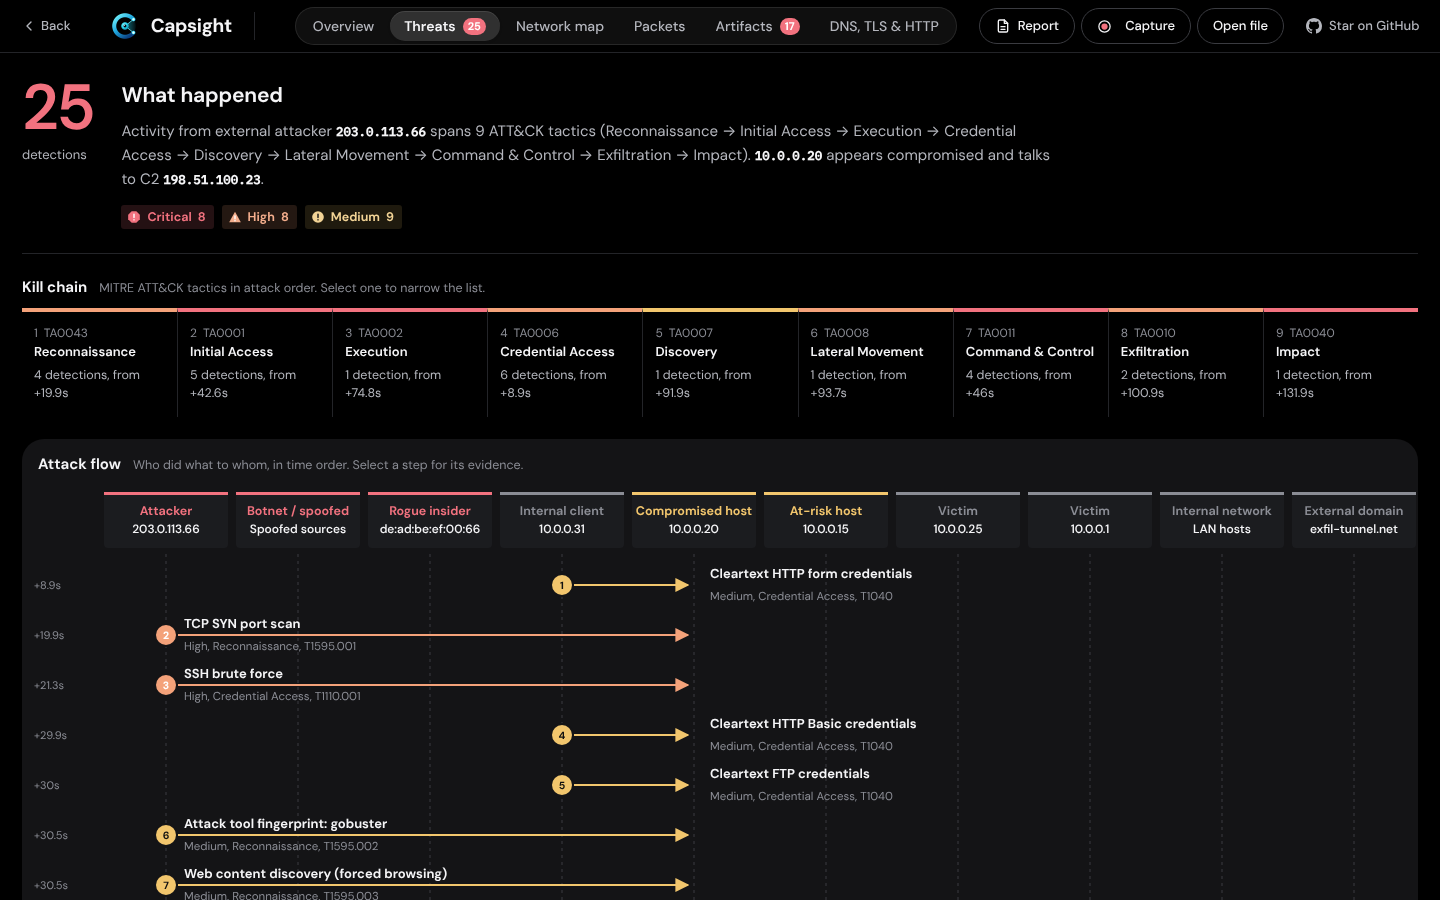 Back
Capsight
Overview
Threats 25
Network map
Packets
Artifacts 17
DNS, TLS & HTTP
Report
Capture
Open file
Star on GitHub
25
detections
What happened
Activity from external attacker 203.0.113.66 spans 9 ATT&CK tactics (Reconnaissance → Initial Access → Execution → Credential
Access → Discovery → Lateral Movement → Command & Control → Exfiltration → Impact). 10.0.0.20 appears compromised and talks
to C2 198.51.100.23.
Critical 8
High 8
Medium 9
Kill chain MITRE ATT&CK tactics in attack order. Select one to narrow the list.
1 TA0043
Reconnaissance
4 detections, from
+19.9s
2 TA0001
Initial Access
5 detections, from
+42.6s
3 TA0002
Execution
1 detection, from
+74.8s
4 TA0006
Credential Access
6 detections, from
+8.9s
5 TA0007
Discovery
1 detection, from
+91.9s
6 TA0008
Lateral Movement
1 detection, from
+93.7s
7 TA0011
Command & Control
4 detections, from
+46s
8 TA0010
Exfiltration
2 detections, from
+100.9s
9 TA0040
Impact
1 detection, from
+131.9s
Attack flow Who did what to whom, in time order. Select a step for its evidence.
Attacker
203.0.113.66
Botnet / spoofed
Spoofed sources
Rogue insider
de:ad:be:ef:00:66
Internal client
10.0.0.31
Compromised host
10.0.0.20
At-risk host
10.0.0.15
Victim
10.0.0.25
Victim
10.0.0.1
Internal network
LAN hosts
External domain
exfil-tunnel.net
+8.9s
1
Cleartext HTTP form credentials
Medium, Credential Access, T1040
+19.9s
2
TCP SYN port scan
High, Reconnaissance, T1595.001
+21.3s
3
SSH brute force
High, Credential Access, T1110.001
+29.9s
4
Cleartext HTTP Basic credentials
Medium, Credential Access, T1040
+30s
5
Cleartext FTP credentials
Medium, Credential Access, T1040
+30.5s
6
Attack tool fingerprint: gobuster
Medium, Reconnaissance, T1595.002
+30.5s
7
Web content discovery (forced browsing)
Medium, Reconnaissance, T1595.003